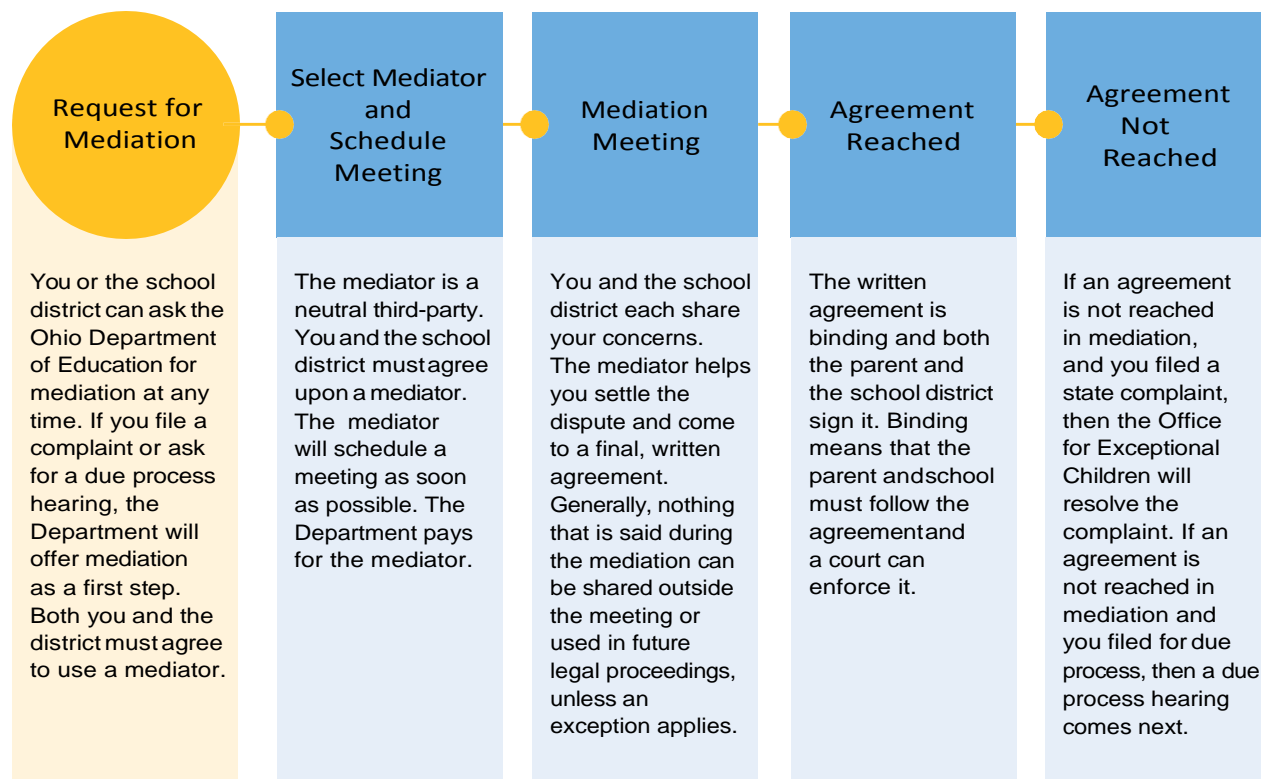 Request for
Mediation
You or the school
district can ask the
Ohio Department
of Education for
mediation at any
time. If you file a
complaint or ask
for a due process
hearing, the
Department will
offer mediation
as a first step.
Both you and the
district must agree
to use a mediator.
Select Mediator
and
Schedule
Meeting
The mediator is a
neutral third-party.
You and the school
district must agree
upon a mediator.
The mediator
will schedule a
meeting as soon
as possible. The
Department pays
for the mediator.
Mediation
Meeting
You and the school
district each share
your concerns.
The mediator helps
you settle the
dispute and come
to a final, written
agreement.
Generally, nothing
that is said during
the mediation can
be shared outside
the meeting or
used in future
legal proceedings,
unless an
exception applies.
Agreement
Reached
The written
agreement is
binding and both
the parent and
the school district
sign it. Binding
means that the
parent and school
must follow the
agreement and
a court can
enforce it.
Agreement
Not
Reached
If an agreement
is not reached
in mediation,
and you filed a
state complaint,
then the Office
for Exceptional
Children will
resolve the
complaint. If an
agreement is
not reached in
mediation and
you filed for due
process, then a due
process hearing
comes next.